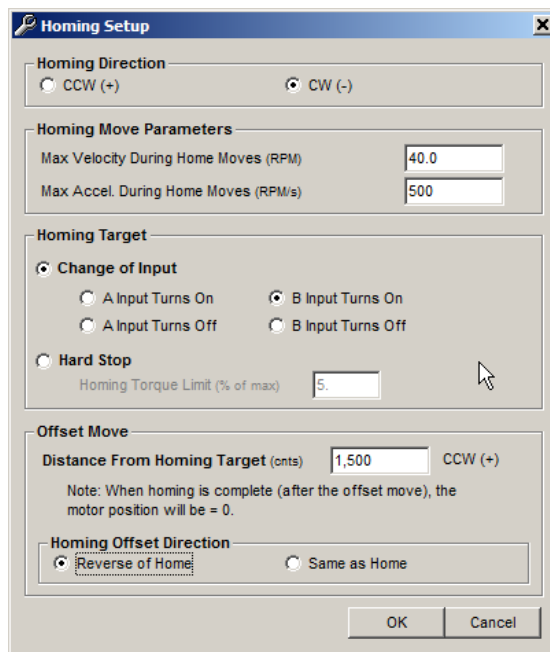 Homing Setup
Homing Direction
CCW (+) CW (-)
Homing Move Parameters
Max Velocity During Home Moves (RPM) 40.0
Max Accel. During Home Moves (RPM/s) 500
Homing Target
Change of Input
A Input Turns On B Input Turns On
A Input Turns Off B Input Turns Off
Hard Stop
Homing Torque Limit (% of max) 5.
Offset Move
Distance From Homing Target (cnts) 1,500 CCW (+)
Note: When homing is complete (after the offset move), the
motor position will be = 0.
Homing Offset Direction
Reverse of Home Same as Home
OK Cancel